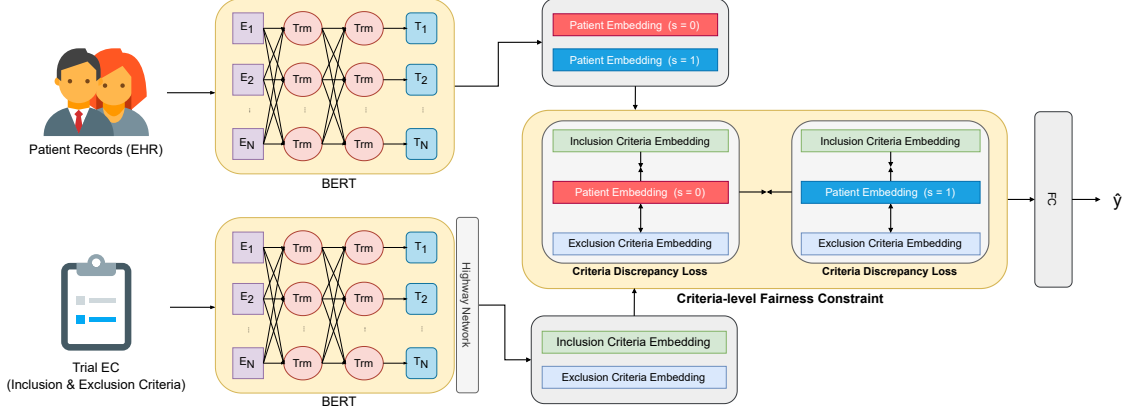 E1 Trm Trm T1
E2 Trm Trm T2
EN Trm Trm TN
Patient Records (EHR)
BERT
Patient Embedding (s = 0)
Patient Embedding (s = 1)
Inclusion Criteria Embedding
Patient Embedding (s = 0)
Exclusion Criteria Embedding
Criteria Discrepancy Loss
Inclusion Criteria Embedding
Patient Embedding (s = 1)
Exclusion Criteria Embedding
Criteria Discrepancy Loss
Criteria-level Fairness Constraint
FC
ŷ
E1 Trm Trm T1
E2 Trm Trm T2
EN Trm Trm TN
Trial EC
(Inclusion & Exclusion Criteria)
BERT
Highway Network
Inclusion Criteria Embedding
Exclusion Criteria Embedding